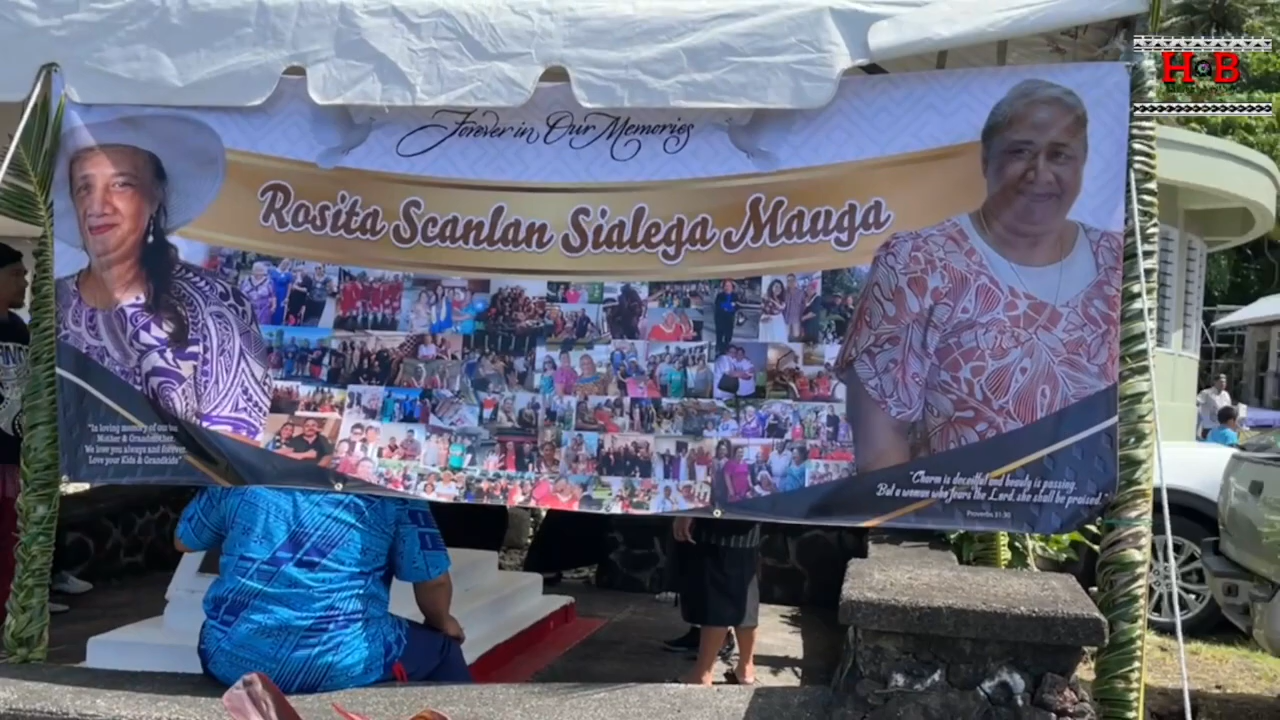 H B
Forever in Our Memories
Rosita Scanlan Sialega Mauga
"In loving memory of our
Mother & Grandmother.
We love you always and forever.
Love your Kids & Grandkids"
"Charm is deceitful and beauty is passing.
But a woman who fears the Lord, she shall be praised."
Proverbs 31:30